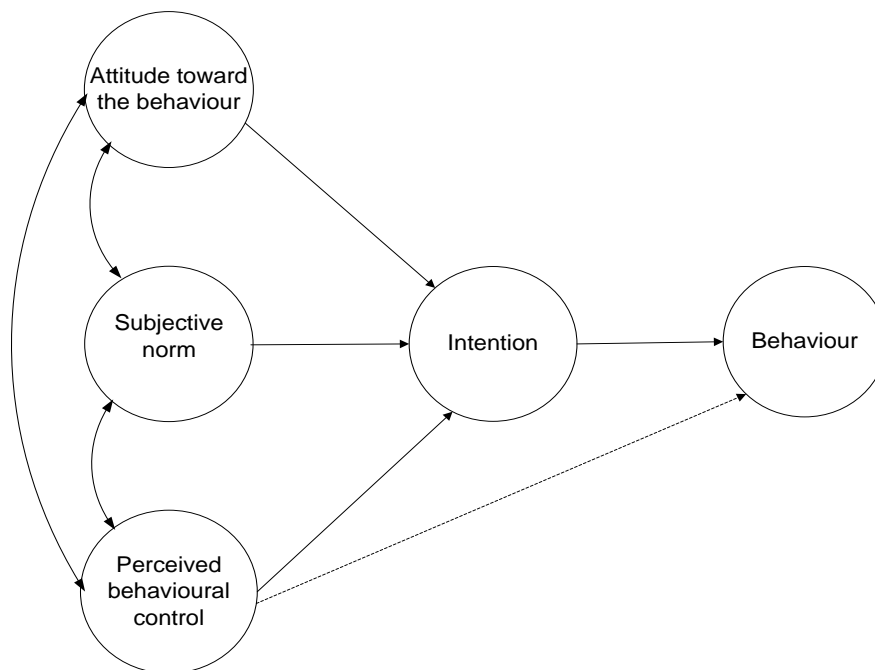 Attitude toward
the behaviour
Subjective
norm
Intention
Behaviour
Perceived
behavioural
control